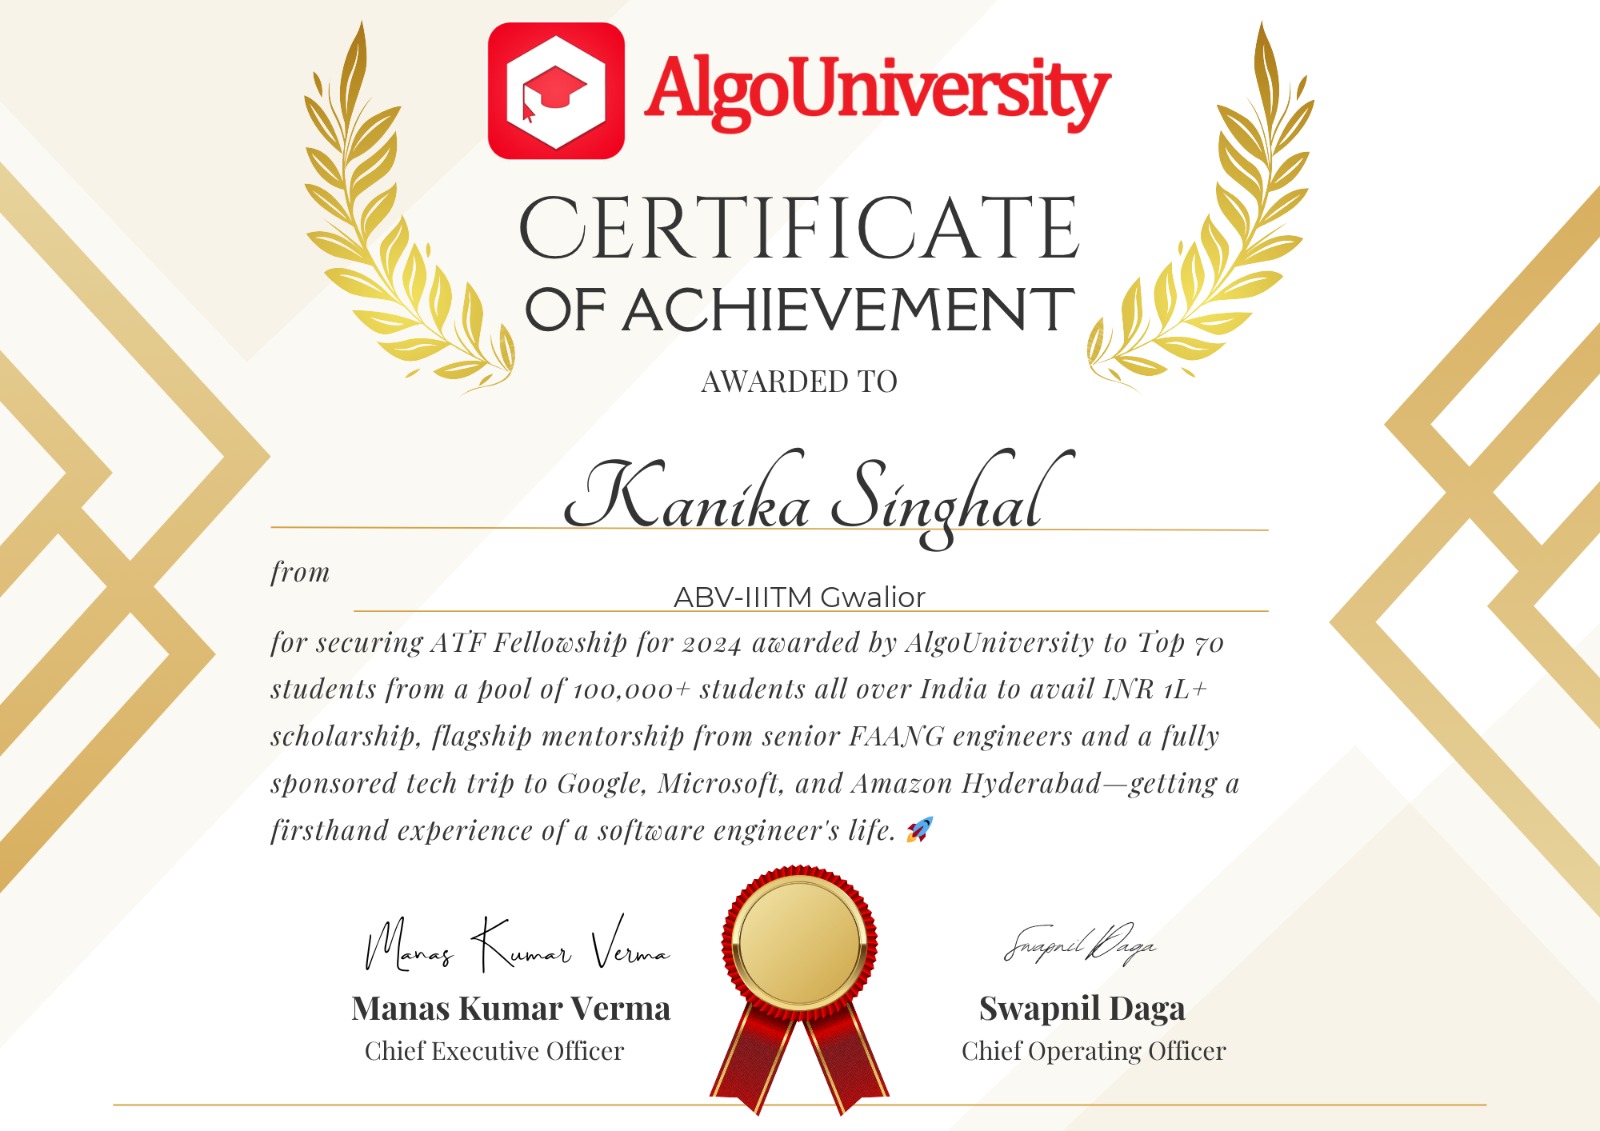 AlgoUniversity
CERTIFICATE
OF ACHIEVEMENT
AWARDED TO
Kanika Singhal
from
ABV-IIITM Gwalior
for securing ATF Fellowship for 2024 awarded by AlgoUniversity to Top 70
students from a pool of 100,000+ students all over India to avail INR 1L+
scholarship, flagship mentorship from senior FAANG engineers and a fully
sponsored tech trip to Google, Microsoft, and Amazon Hyderabad—getting a
firsthand experience of a software engineer's life. 🚀
Manas Kumar Verma
Manas Kumar Verma
Chief Executive Officer
Swapnil Daga
Swapnil Daga
Chief Operating Officer